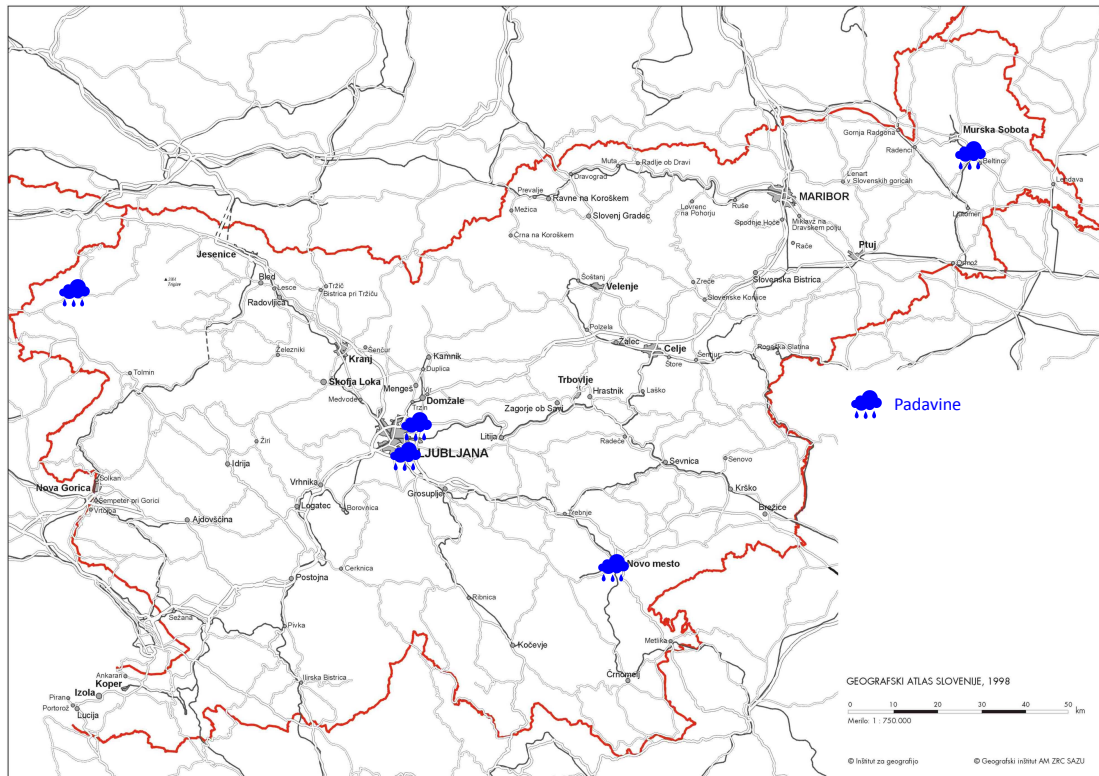 Murska Sobota
Gornja Radgona
Radenci
Beltinci
Muta
Radlje ob Dravi
Dravograd
Lenart
v Slovenskih goricah
Lendava
Prevalje
Ravne na Koroškem
MARIBOR
Ruše
Lovrenc
na Pohorju
Mežica
Slovenj Gradec
Ljutomer
Spodnje Hoče
Miklavž na
Dravskem polju
Črna na Koroškem
Rače
Ptuj
Jesenice
Ormož
Bled
Lesce
Triglav
Šoštanj
Velenje
Zreče
Slovenska Bistrica
Tržič
Bistrica pri Tržiču
Radovljica
Slovenske Konjice
Polzela
Žalec
Celje
Šentjur
Rogaška Slatina
Štore
Železniki
Kranj
Šenčur
Kamnik
Duplica
Tolmin
Škofja Loka
Mengeš
Vir
Trbovlje
Hrastnik
Laško
Medvode
Domžale
Trzin
Zagorje ob Savi
Padavine
Žiri
Litija
Radeče
LJUBLJANA
Idrija
Sevnica
Senovo
Solkan
Nova Gorica
Vrhnika
Grosuplje
Krško
Šempeter pri Gorici
Vrtojba
Logatec
Borovnica
Brežice
Ajdovščina
Trebnje
Novo mesto
Cerknica
Postojna
Ribnica
Sežana
Pivka
Metlika
Kočevje
Ankaran
Koper
Ilirska Bistrica
Črnomelj
Izola
Piran
Portorož
Lucija
GEOGRAFSKI ATLAS SLOVENIJE, 1998
0 10 20 30 40 50 km
Merilo: 1 : 750.000
© Inštitut za geografijo
© Geografski inštitut AM ZRC SAZU